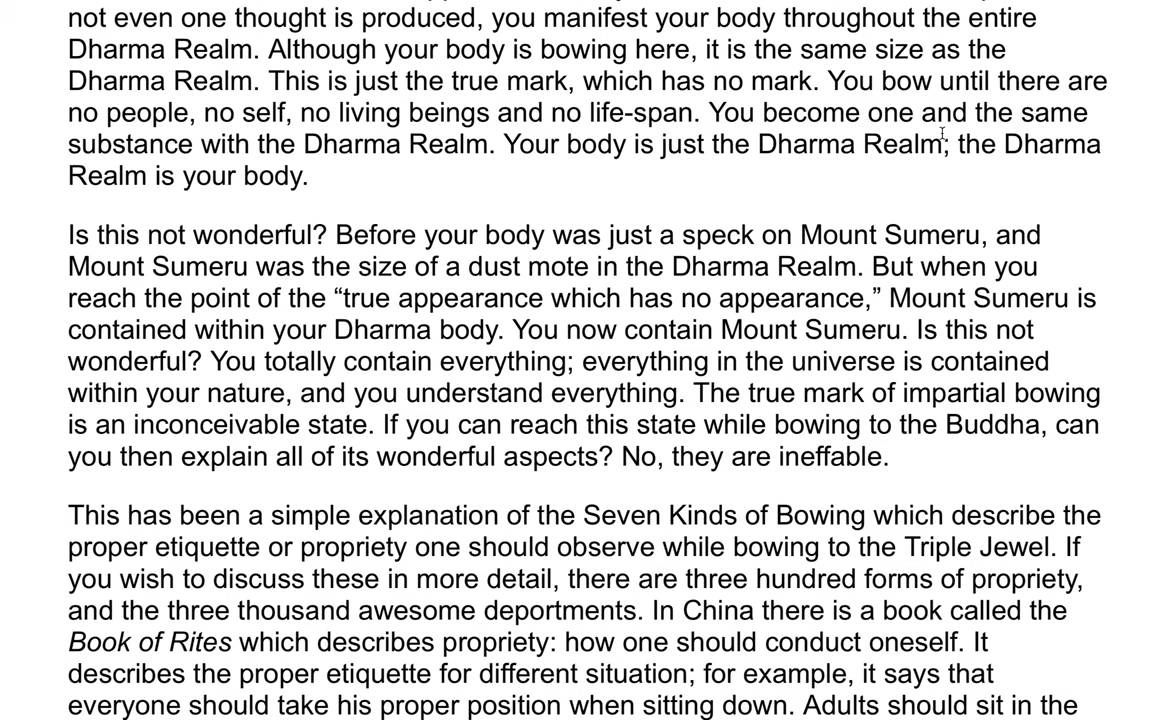 not even one thought is produced, you manifest your body throughout the entire
Dharma Realm. Although your body is bowing here, it is the same size as the
Dharma Realm. This is just the true mark, which has no mark. You bow until there are
no people, no self, no living beings and no life-span. You become one and the same
substance with the Dharma Realm. Your body is just the Dharma Realm; the Dharma
Realm is your body.
Is this not wonderful? Before your body was just a speck on Mount Sumeru, and
Mount Sumeru was the size of a dust mote in the Dharma Realm. But when you
reach the point of the “true appearance which has no appearance,” Mount Sumeru is
contained within your Dharma body. You now contain Mount Sumeru. Is this not
wonderful? You totally contain everything; everything in the universe is contained
within your nature, and you understand everything. The true mark of impartial bowing
is an inconceivable state. If you can reach this state while bowing to the Buddha, can
you then explain all of its wonderful aspects? No, they are ineffable.
This has been a simple explanation of the Seven Kinds of Bowing which describe the
proper etiquette or propriety one should observe while bowing to the Triple Jewel. If
you wish to discuss these in more detail, there are three hundred forms of propriety,
and the three thousand awesome deportments. In China there is a book called the
Book of Rites which describes propriety: how one should conduct oneself. It
describes the proper etiquette for different situation; for example, it says that
everyone should take his proper position when sitting down. Adults should sit in the